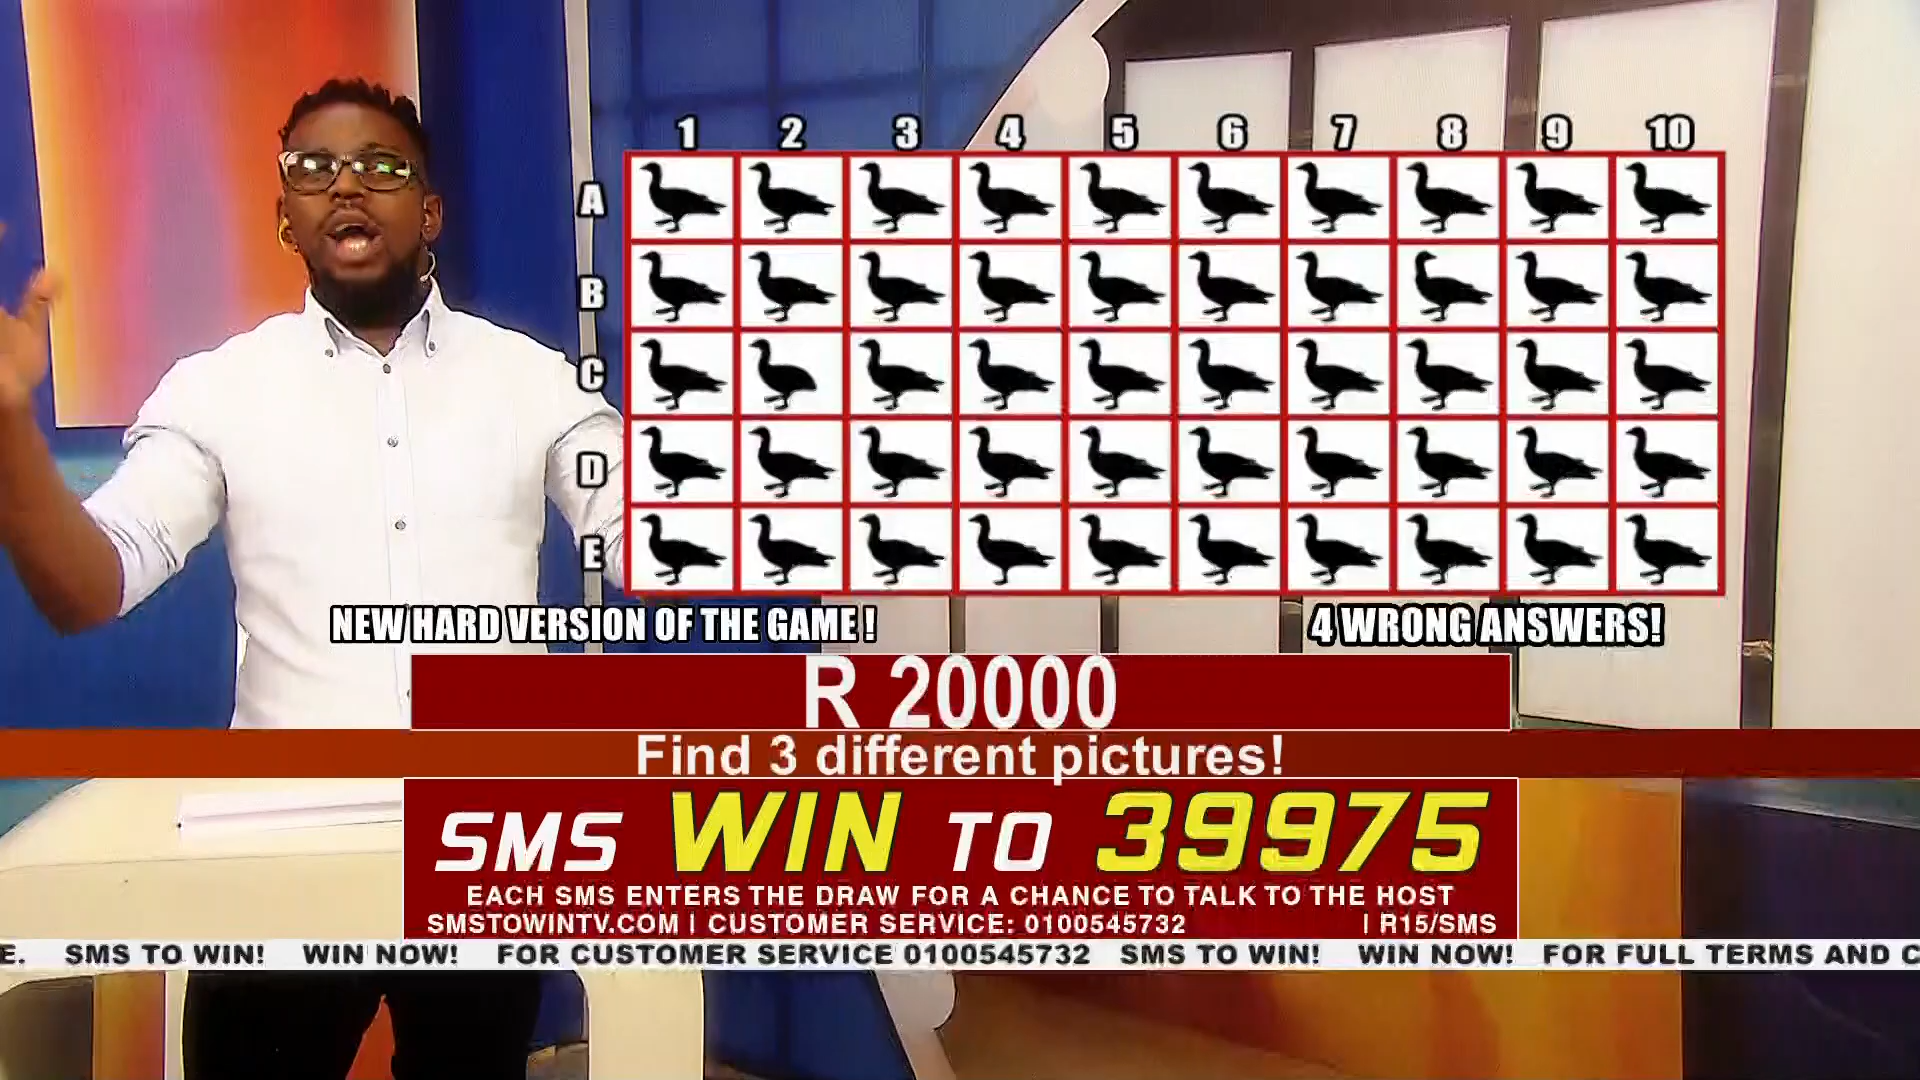 1 2 3 4 5 6 7 8 9 10
A
B
C
D
E
NEW HARD VERSION OF THE GAME !
4 WRONG ANSWERS!
R 20000
Find 3 different pictures!
SMS WIN TO 39975
EACH SMS ENTERS THE DRAW FOR A CHANCE TO TALK TO THE HOST
SMSTOWINTV.COM | CUSTOMER SERVICE: 0100545732 | R15/SMS
E. SMS TO WIN! WIN NOW! FOR CUSTOMER SERVICE 0100545732 SMS TO WIN! WIN NOW! FOR FULL TERMS AND C